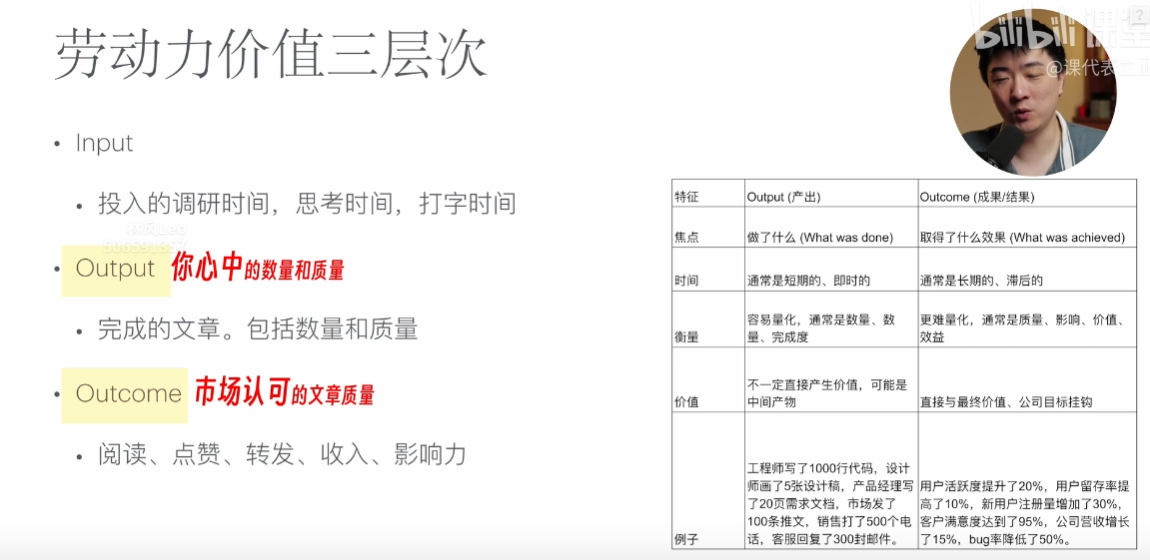 劳动力价值三层次
bilibili 课堂
@课代表立正
• Input
• 投入的调研时间，思考时间，打字时间
林风Leo
• Output 你心中的数量和质量
• 完成的文章。包括数量和质量
• Outcome 市场认可的文章质量
• 阅读、点赞、转发、收入、影响力
特征 Output (产出) Outcome (成果/结果)
焦点 做了什么 (What was done) 取得了什么效果 (What was achieved)
时间 通常是短期的、即时的 通常是长期的、滞后的
衡量 容易量化，通常是数量、数
量、完成度 更难量化，通常是质量、影响、价值、
效益
价值 不一定直接产生价值，可能是
中间产物 直接与最终价值、公司目标挂钩
例子 工程师写了1000行代码，设计
师画了5张设计稿，产品经理写
了20页需求文档，市场发了
100条推文，销售打了500个电
话，客服回复了300封邮件。
用户活跃度提升了20%，用户留存率提
高了10%，新用户注册量增加了30%，
客户满意度达到了95%，公司营收增长
了15%，bug率降低了50%。